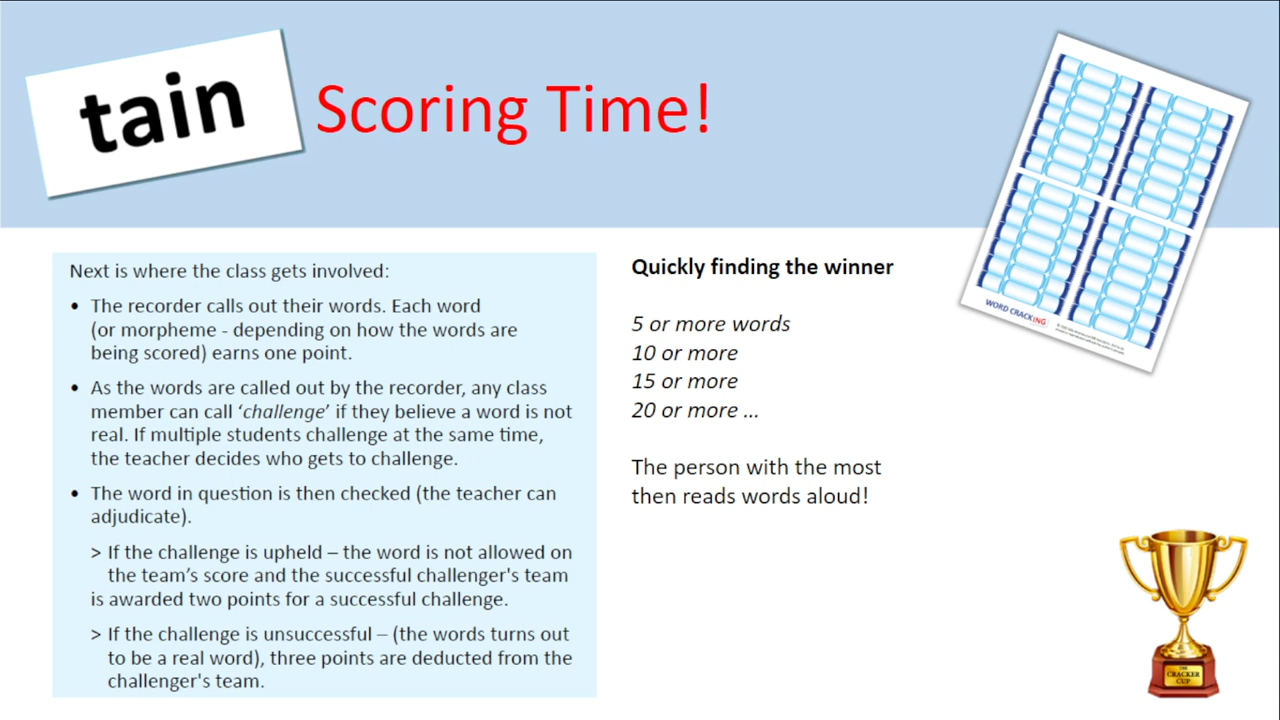 tain
Scoring Time!
Next is where the class gets involved:
• The recorder calls out their words. Each word
(or morpheme - depending on how the words are
being scored) earns one point.
• As the words are called out by the recorder, any class
member can call ‘challenge’ if they believe a word is not
real. If multiple students challenge at the same time,
the teacher decides who gets to challenge.
• The word in question is then checked (the teacher can
adjudicate).
> If the challenge is upheld – the word is not allowed on
the team’s score and the successful challenger's team
is awarded two points for a successful challenge.
> If the challenge is unsuccessful – (the words turns out
to be a real word), three points are deducted from the
challenger's team.
Quickly finding the winner
5 or more words
10 or more
15 or more
20 or more ...
The person with the most
then reads words aloud!
WORD CRACKING
THE
CRACKER
CUP